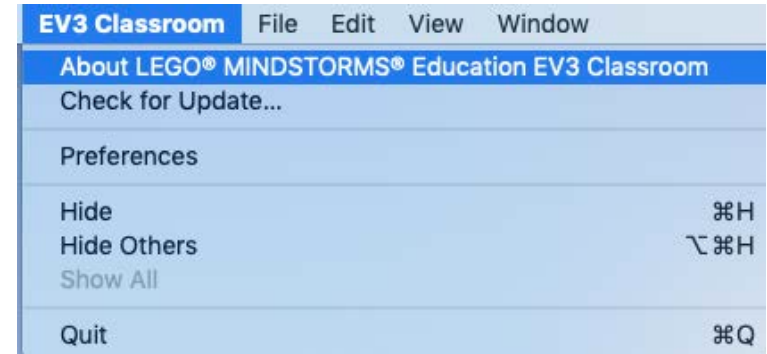 EV3 Classroom File Edit View Window
About LEGO® MINDSTORMS® Education EV3 Classroom
Check for Update...
Preferences
Hide ⌘H
Hide Others ⌥⌘H
Show All
Quit ⌘Q